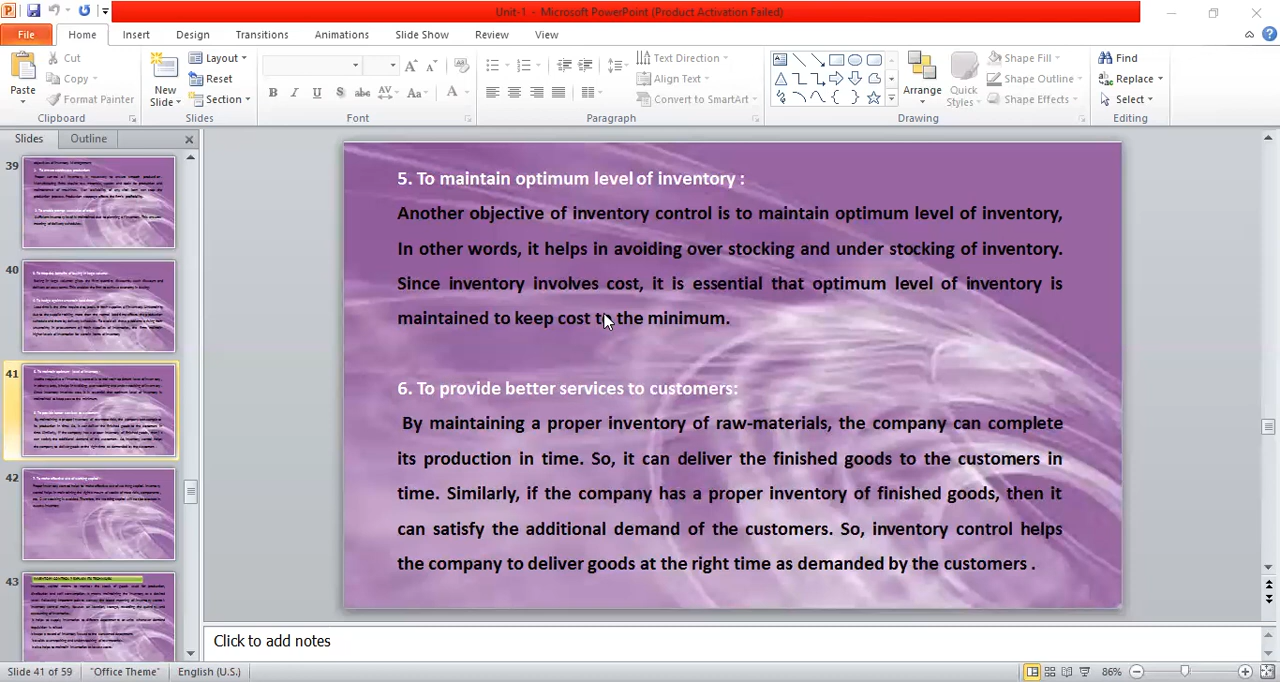 Unit-1 - Microsoft PowerPoint (Product Activation Failed)
File Home Insert Design Transitions Animations Slide Show Review View
Paste
Cut
Copy
Format Painter
Clipboard
New Slide
Layout
Reset
Section
Slides
Font
Text Direction
Align Text
Convert to SmartArt
Paragraph
Arrange
Quick Styles
Shape Fill
Shape Outline
Shape Effects
Drawing
Find
Replace
Select
Editing
Slides Outline
39
40
41
42
43
5. To maintain optimum level of inventory :
Another objective of inventory control is to maintain optimum level of inventory,
In other words, it helps in avoiding over stocking and under stocking of inventory.
Since inventory involves cost, it is essential that optimum level of inventory is
maintained to keep cost to the minimum.
6. To provide better services to customers:
By maintaining a proper inventory of raw-materials, the company can complete
its production in time. So, it can deliver the finished goods to the customers in
time. Similarly, if the company has a proper inventory of finished goods, then it
can satisfy the additional demand of the customers. So, inventory control helps
the company to deliver goods at the right time as demanded by the customers .
Click to add notes
Slide 41 of 59 "Office Theme" English (U.S.) 86%